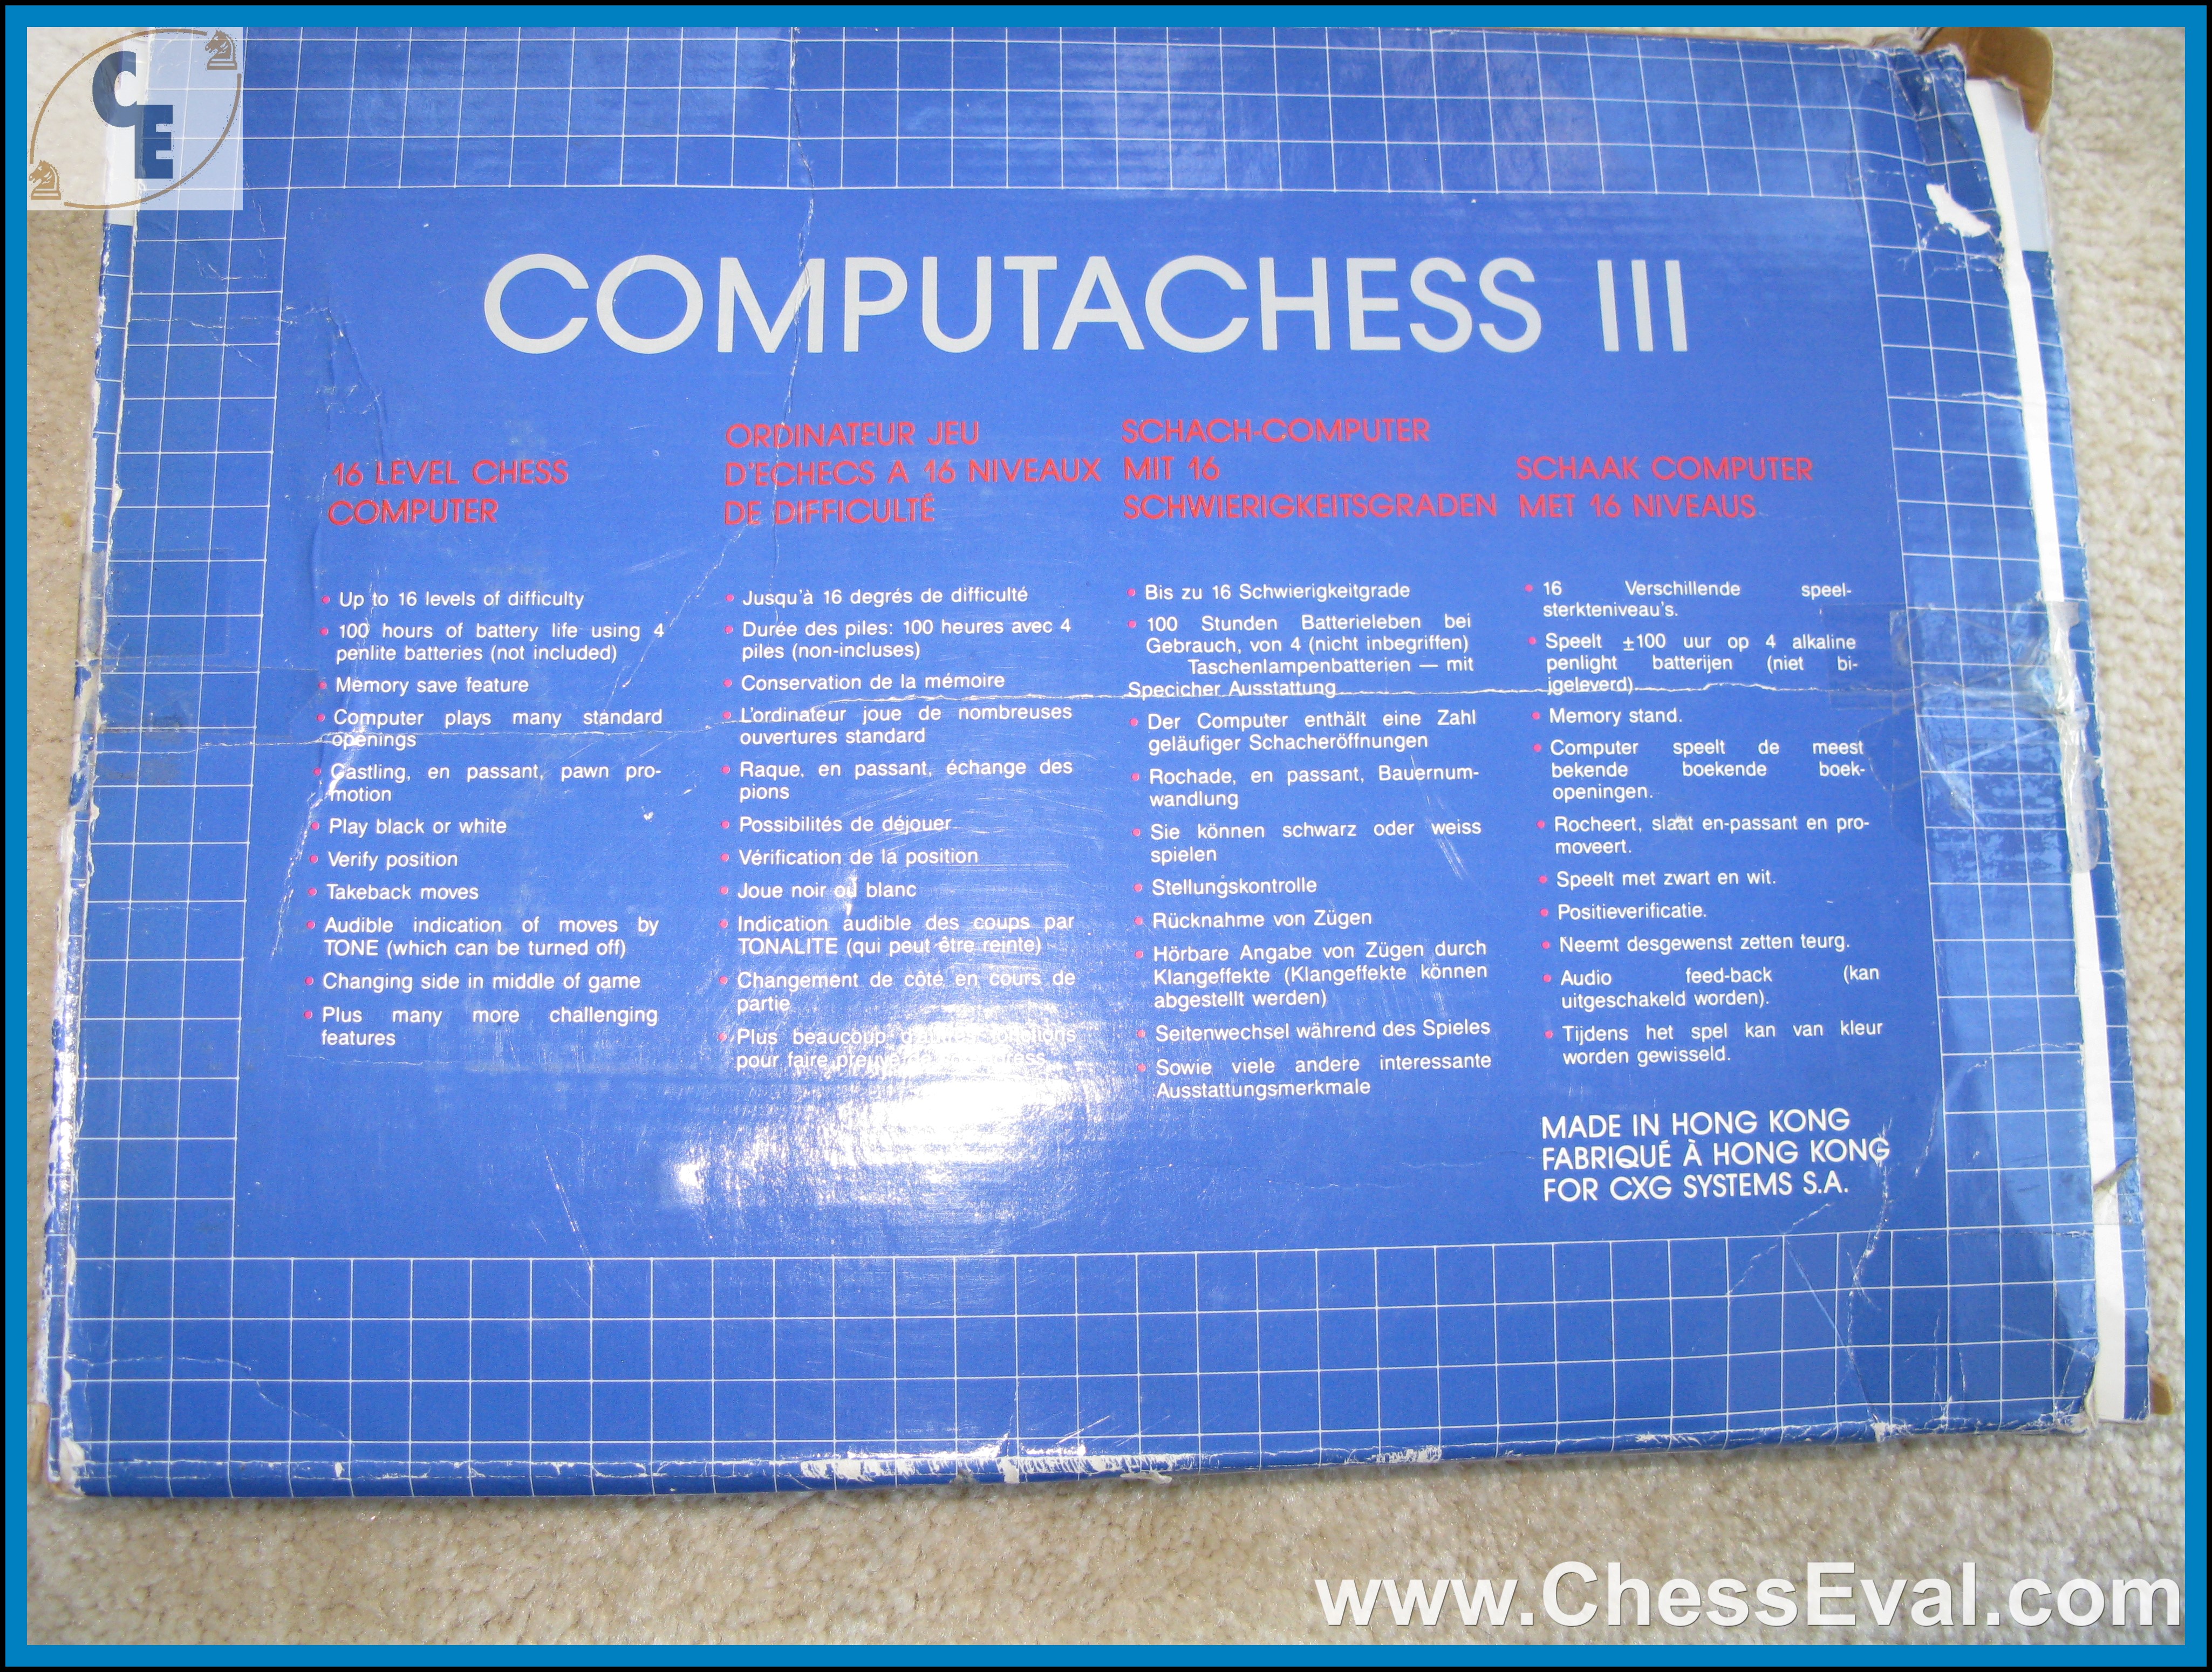 CE
COMPUTACHESS III
16 LEVEL CHESS
COMPUTER
• Up to 16 levels of difficulty
• 100 hours of battery life using 4
penlite batteries (not included)
• Memory save feature
• Computer plays many standard
openings
• Castling, en passant, pawn pro-
motion
• Play black or white
• Verify position
• Takeback moves
• Audible indication of moves by
TONE (which can be turned off)
• Changing side in middle of game
• Plus many more challenging
features
ORDINATEUR JEU
D'ECHECS A 16 NIVEAUX
DE DIFFICULTÉ
• Jusqu'à 16 degrés de difficulté
• Durée des piles: 100 heures avec 4
piles (non-incluses)
• Conservation de la mémoire
• L'ordinateur joue de nombreuses
ouvertures standard
• Raque, en passant, échange des
pions
• Possibilités de déjouer
• Vérification de la position
• Joue noir ou blanc
• Indication audible des coups par
TONALITE (qui peut être reinte)
• Changement de côté en cours de
partie
• Plus beaucoup d'autres fonctions
pour faire preuve
SCHACH-COMPUTER
MIT 16
SCHWIERIGKEITSGRADEN
• Bis zu 16 Schwierigkeitgrade
• 100 Stunden Batterieleben bei
Gebrauch, von 4 (nicht inbegriffen)
Taschenlampenbatterien — mit
Specicher Ausstattung
• Der Computer enthält eine Zahl
geläufiger Schacheröffnungen
• Rochade, en passant, Bauernum-
wandlung
• Sie können schwarz oder weiss
spielen
• Stellungskontrolle
• Rücknahme von Zügen
• Hörbare Angabe von Zügen durch
Klangeffekte (Klangeffekte können
abgestellt werden)
• Seitenwechsel während des Spieles
• Sowie viele andere interessante
Ausstattungsmerkmale
SCHAAK COMPUTER
MET 16 NIVEAUS
• 16 Verschillende speel-
sterkteniveau's.
• Speelt ±100 uur op 4 alkaline
penlight batterijen (niet bi-
jgeleverd).
• Memory stand.
• Computer speelt de meest
bekende boekende boek-
openingen.
• Rocheert, slaat en-passant en pro-
moveert.
• Speelt met zwart en wit.
• Positieverificatie.
• Neemt desgewenst zetten teurg.
• Audio feed-back (kan
uitgeschakeld worden).
• Tijdens het spel kan van kleur
worden gewisseld.
MADE IN HONG KONG
FABRIQUÉ À HONG KONG
FOR CXG SYSTEMS S.A.
www.ChessEval.com